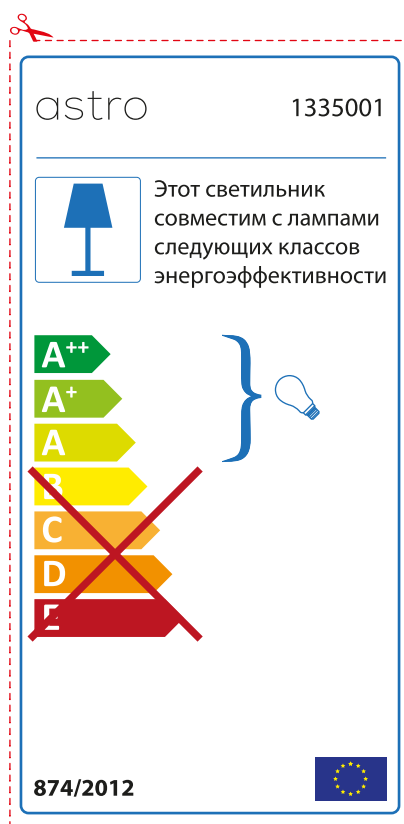 astro 1335001
Этот светильник
совместим с лампами
следующих классов
энергоэффективности
A++
A+
A
B
C
D
E
874/2012